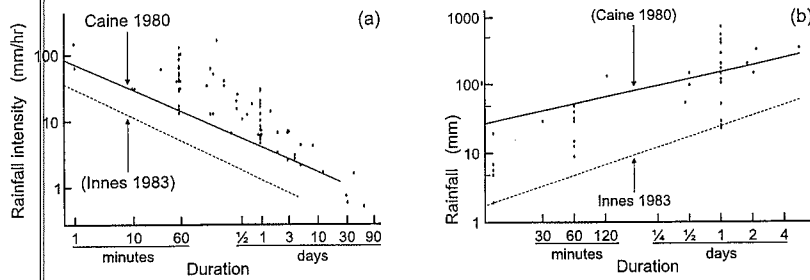 (a)
Caine 1980
Rainfall intensity (mm/hr)
100
10
1
(Innes 1983)
1 10 60 ½ 1 3 10 30 90
minutes days
Duration
(b)
(Caine 1980)
Rainfall (mm)
1000
100
10
1
Innes 1983
30 60 120 ¼ ½ 1 2 4
minutes days
Duration